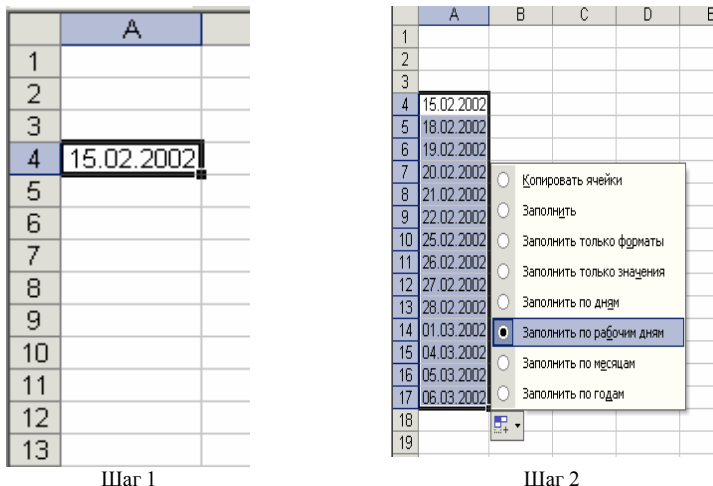 A
1
2
3
4 15.02.2002
5
6
7
8
9
10
11
12
13
Шаг 1
A B C D E
1
2
3
4 15.02.2002
5 18.02.2002
6 19.02.2002
7 20.02.2002
8 21.02.2002
9 22.02.2002
10 25.02.2002
11 26.02.2002
12 27.02.2002
13 28.02.2002
14 01.03.2002
15 04.03.2002
16 05.03.2002
17 06.03.2002
18
19
Копировать ячейки
Заполнить
Заполнить только форматы
Заполнить только значения
Заполнить по дням
Заполнить по рабочим дням
Заполнить по месяцам
Заполнить по годам
Шаг 2